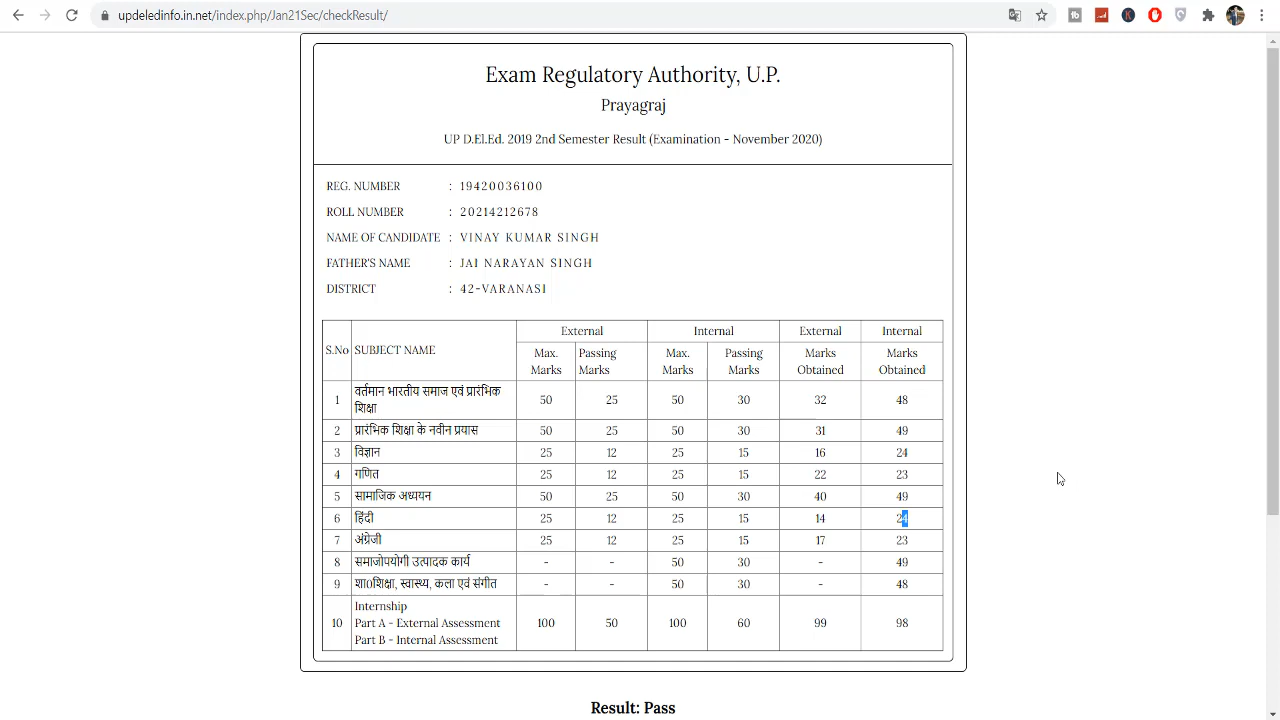 updeledinfo.in.net/index.php/Jan21Sec/checkResult/
Exam Regulatory Authority, U.P.
Prayagraj
UP D.El.Ed. 2019 2nd Semester Result (Examination - November 2020)
REG. NUMBER : 19420036100
ROLL NUMBER : 20214212678
NAME OF CANDIDATE : VINAY KUMAR SINGH
FATHER'S NAME : JAI NARAYAN SINGH
DISTRICT : 42-VARANASI
External Internal External Internal
S.No SUBJECT NAME Max. Marks Passing Marks Max. Marks Passing Marks Marks Obtained Marks Obtained
1 वर्तमान भारतीय समाज एवं प्रारंभिक शिक्षा 50 25 50 30 32 48
2 प्रारंभिक शिक्षा के नवीन प्रयास 50 25 50 30 31 49
3 विज्ञान 25 12 25 15 16 24
4 गणित 25 12 25 15 22 23
5 सामाजिक अध्ययन 50 25 50 30 40 49
6 हिंदी 25 12 25 15 14 24
7 अंग्रेजी 25 12 25 15 17 23
8 समाजोपयोगी उत्पादक कार्य - - 50 30 - 49
9 शा0शिक्षा, स्वास्थ्य, कला एवं संगीत - - 50 30 - 48
Internship
10 Part A - External Assessment 100 50 100 60 99 98
Part B - Internal Assessment
Result: Pass